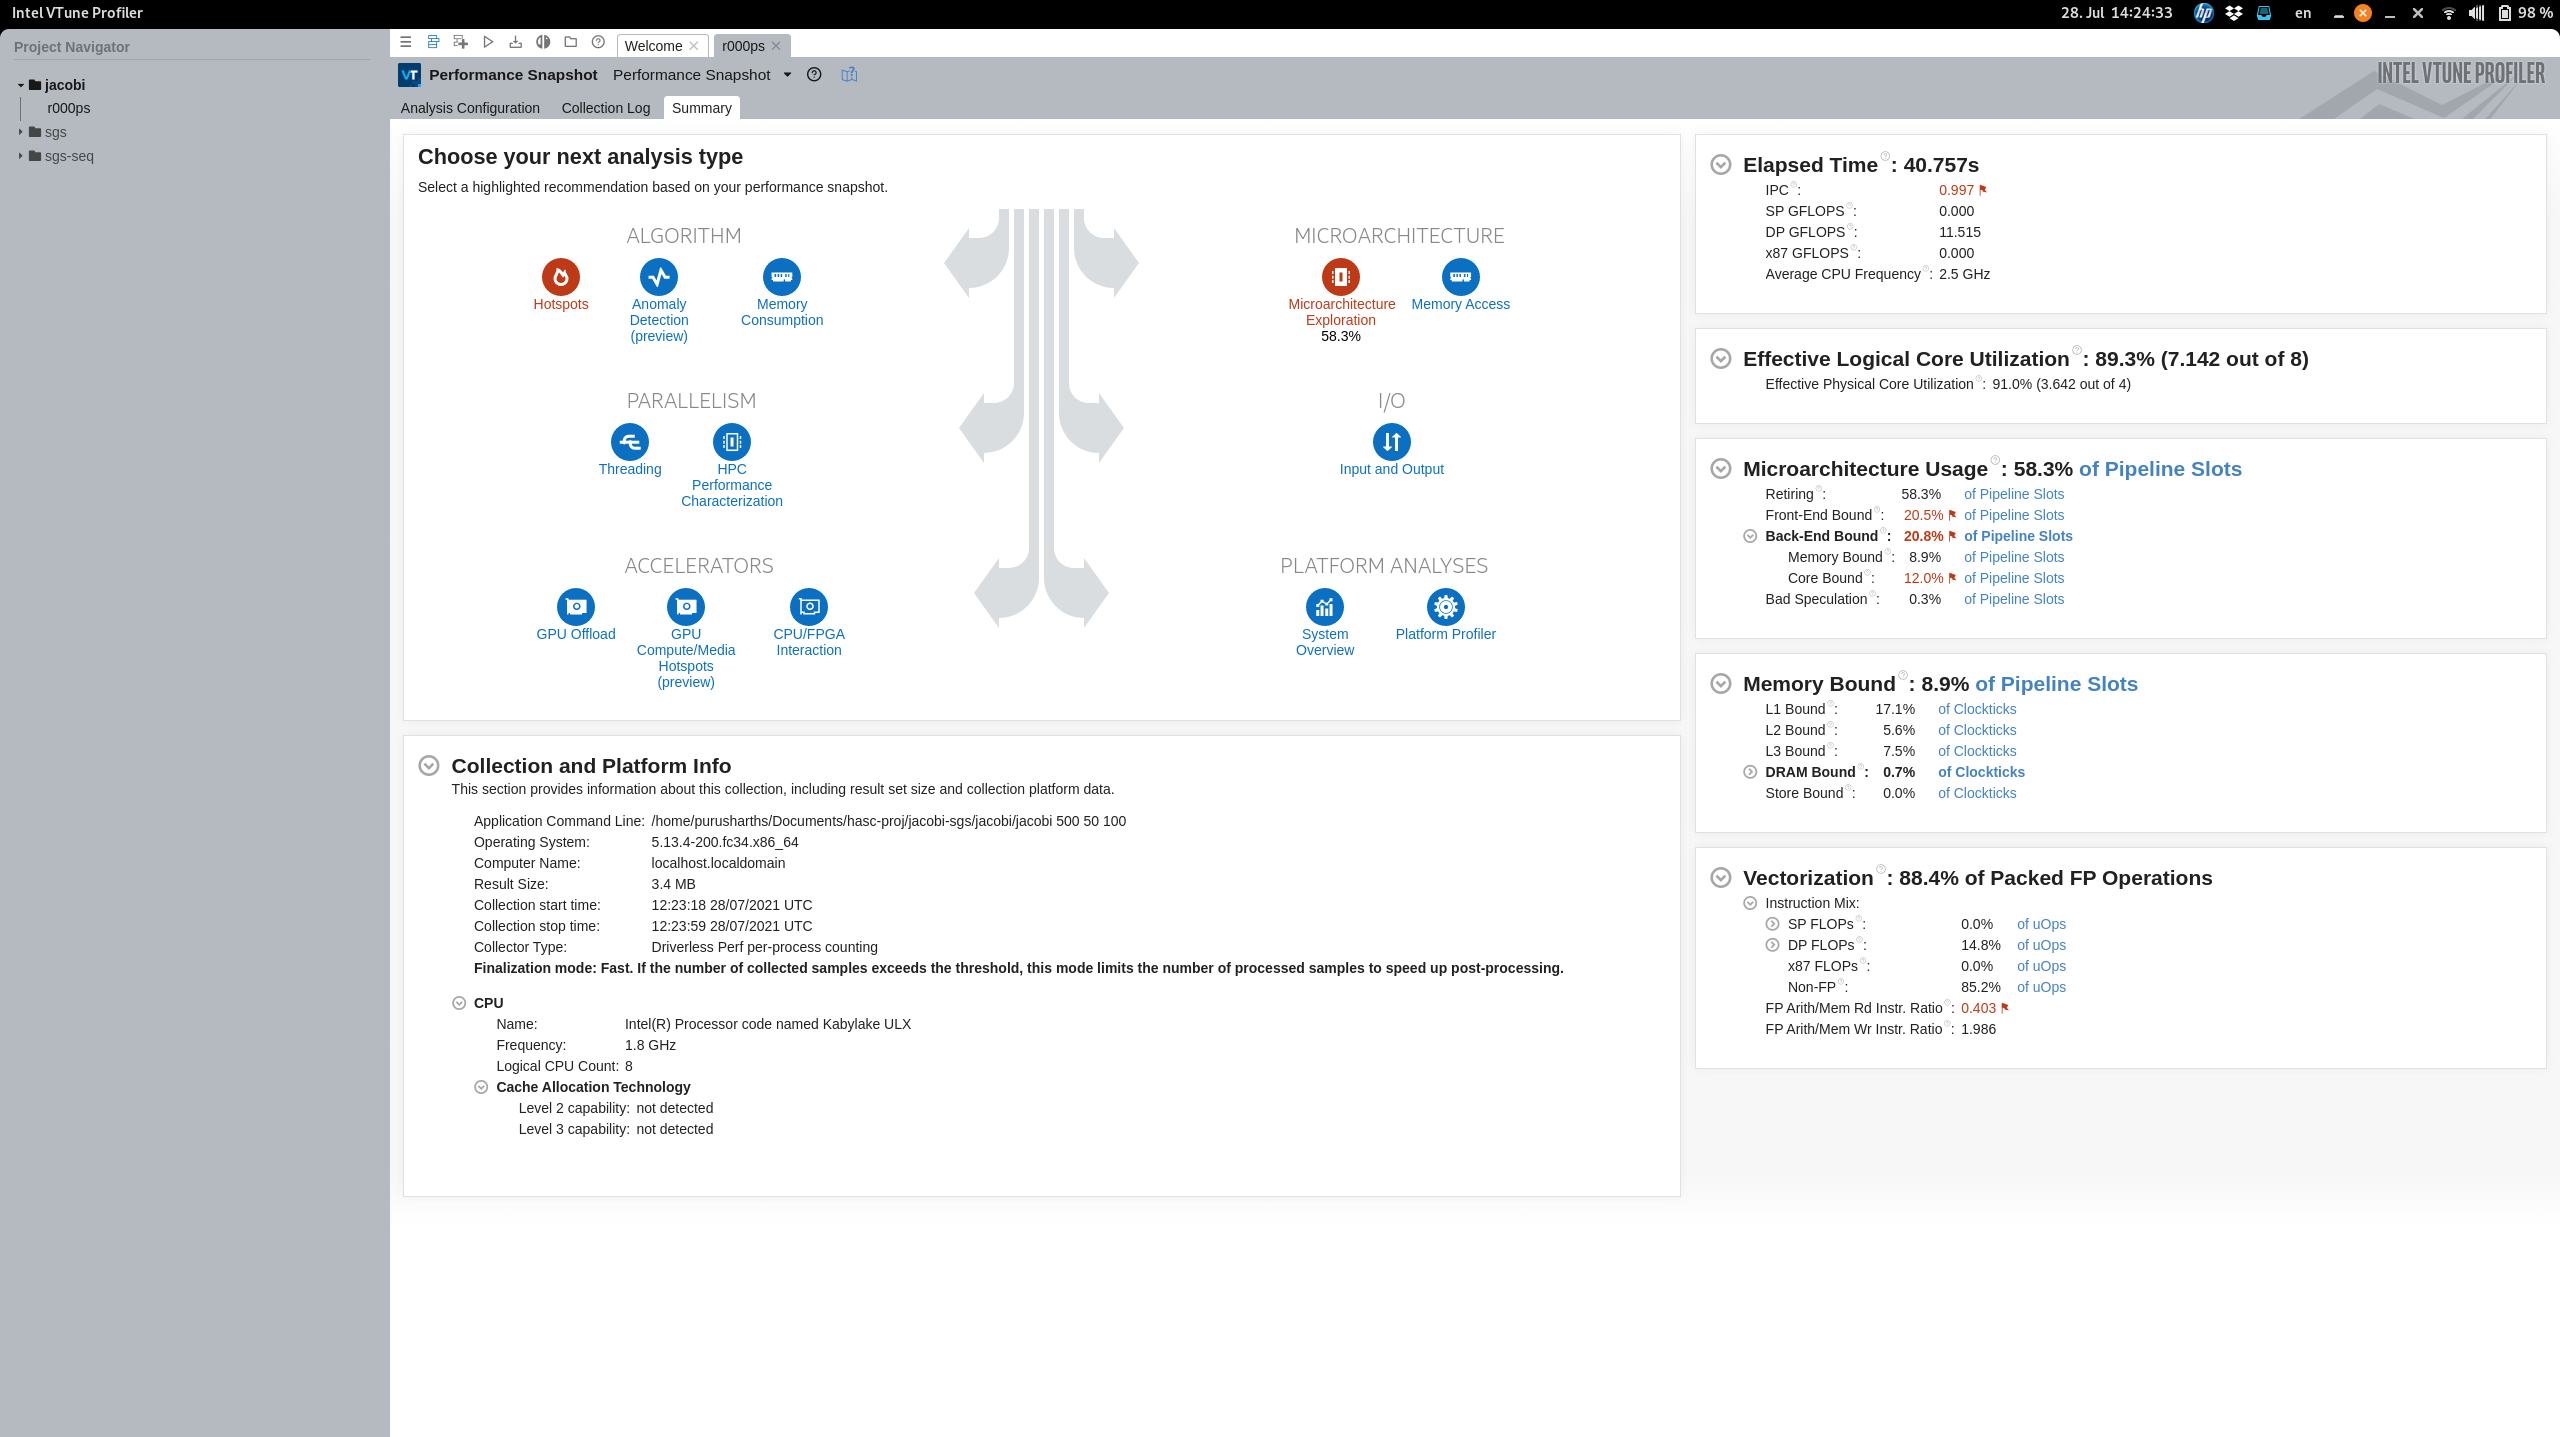 Intel VTune Profiler
28. Jul 14:24:33
en
98 %
Project Navigator
jacobi
r000ps
sgs
sgs-seq
Welcome
r000ps
Performance Snapshot Performance Snapshot
INTEL VTUNE PROFILER
Analysis Configuration Collection Log Summary
Choose your next analysis type
Select a highlighted recommendation based on your performance snapshot.
ALGORITHM
Hotspots
Anomaly
Detection
(preview)
Memory
Consumption
MICROARCHITECTURE
Microarchitecture
Exploration
58.3%
Memory Access
PARALLELISM
Threading
HPC
Performance
Characterization
I/O
Input and Output
ACCELERATORS
GPU Offload
GPU
Compute/Media
Hotspots
(preview)
CPU/FPGA
Interaction
PLATFORM ANALYSES
System
Overview
Platform Profiler
Collection and Platform Info
This section provides information about this collection, including result set size and collection platform data.
Application Command Line: /home/purusharths/Documents/hasc-proj/jacobi-sgs/jacobi/jacobi 500 50 100
Operating System: 5.13.4-200.fc34.x86_64
Computer Name: localhost.localdomain
Result Size: 3.4 MB
Collection start time: 12:23:18 28/07/2021 UTC
Collection stop time: 12:23:59 28/07/2021 UTC
Collector Type: Driverless Perf per-process counting
Finalization mode: Fast. If the number of collected samples exceeds the threshold, this mode limits the number of processed samples to speed up post-processing.
CPU
Name: Intel(R) Processor code named Kabylake ULX
Frequency: 1.8 GHz
Logical CPU Count: 8
Cache Allocation Technology
Level 2 capability: not detected
Level 3 capability: not detected
Elapsed Time: 40.757s
IPC: 0.997
SP GFLOPS: 0.000
DP GFLOPS: 11.515
x87 GFLOPS: 0.000
Average CPU Frequency: 2.5 GHz
Effective Logical Core Utilization: 89.3% (7.142 out of 8)
Effective Physical Core Utilization: 91.0% (3.642 out of 4)
Microarchitecture Usage: 58.3% of Pipeline Slots
Retiring: 58.3% of Pipeline Slots
Front-End Bound: 20.5% of Pipeline Slots
Back-End Bound: 20.8% of Pipeline Slots
Memory Bound: 8.9% of Pipeline Slots
Core Bound: 12.0% of Pipeline Slots
Bad Speculation: 0.3% of Pipeline Slots
Memory Bound: 8.9% of Pipeline Slots
L1 Bound: 17.1% of Clockticks
L2 Bound: 5.6% of Clockticks
L3 Bound: 7.5% of Clockticks
DRAM Bound: 0.7% of Clockticks
Store Bound: 0.0% of Clockticks
Vectorization: 88.4% of Packed FP Operations
Instruction Mix:
SP FLOPs: 0.0% of uOps
DP FLOPs: 14.8% of uOps
x87 FLOPs: 0.0% of uOps
Non-FP: 85.2% of uOps
FP Arith/Mem Rd Instr. Ratio: 0.403
FP Arith/Mem Wr Instr. Ratio: 1.986